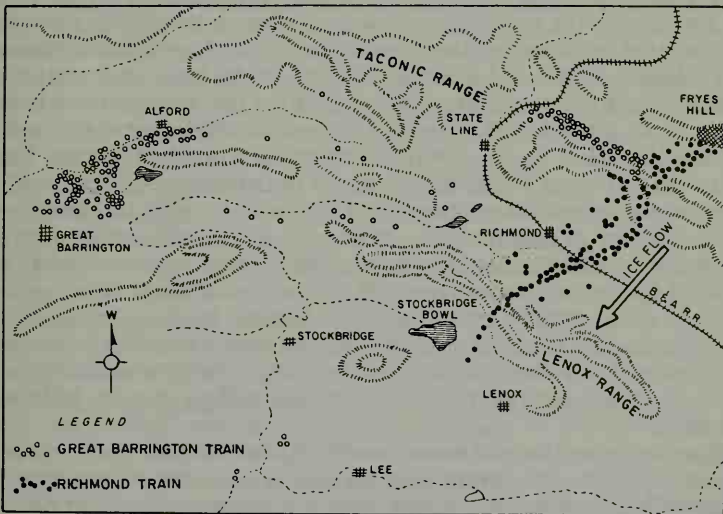 TACONIC RANGE
FRYES
HILL
ALFORD
STATE
LINE
GREAT
BARRINGTON
RICHMOND
ICE FLOW
B & A R.R.
W
STOCKBRIDGE
BOWL
STOCKBRIDGE
LENOX RANGE
LENOX
LEGEND
GREAT BARRINGTON TRAIN
RICHMOND TRAIN
LEE